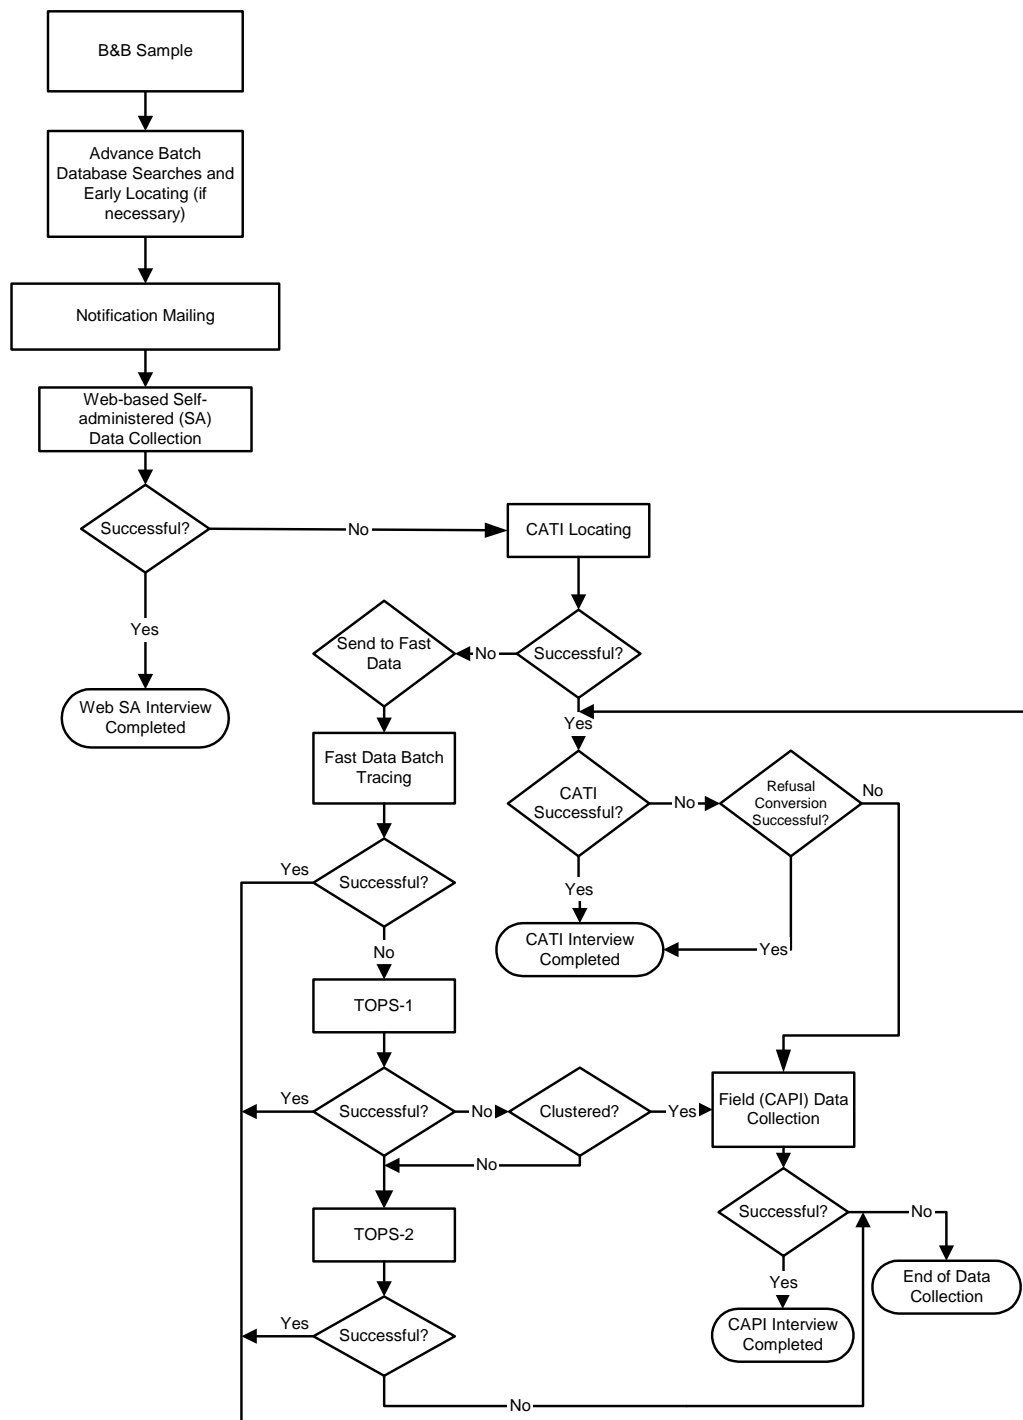 B&B Sample
Advance Batch
Database Searches and
Early Locating (if
necessary)
Notification Mailing
Web-based Self-
administered (SA)
Data Collection
Successful?
No
CATI Locating
Yes
Web SA Interview
Completed
Send to Fast
Data
No
Successful?
Yes
Fast Data Batch
Tracing
CATI
Successful?
No
Refusal
Conversion
Successful?
No
Yes
Successful?
Yes
CATI Interview
Completed
Yes
No
TOPS-1
Yes
Successful?
No
Clustered?
Yes
Field (CAPI) Data
Collection
No
TOPS-2
Successful?
No
Yes
End of Data
Collection
CAPI Interview
Completed
Yes
Successful?
No